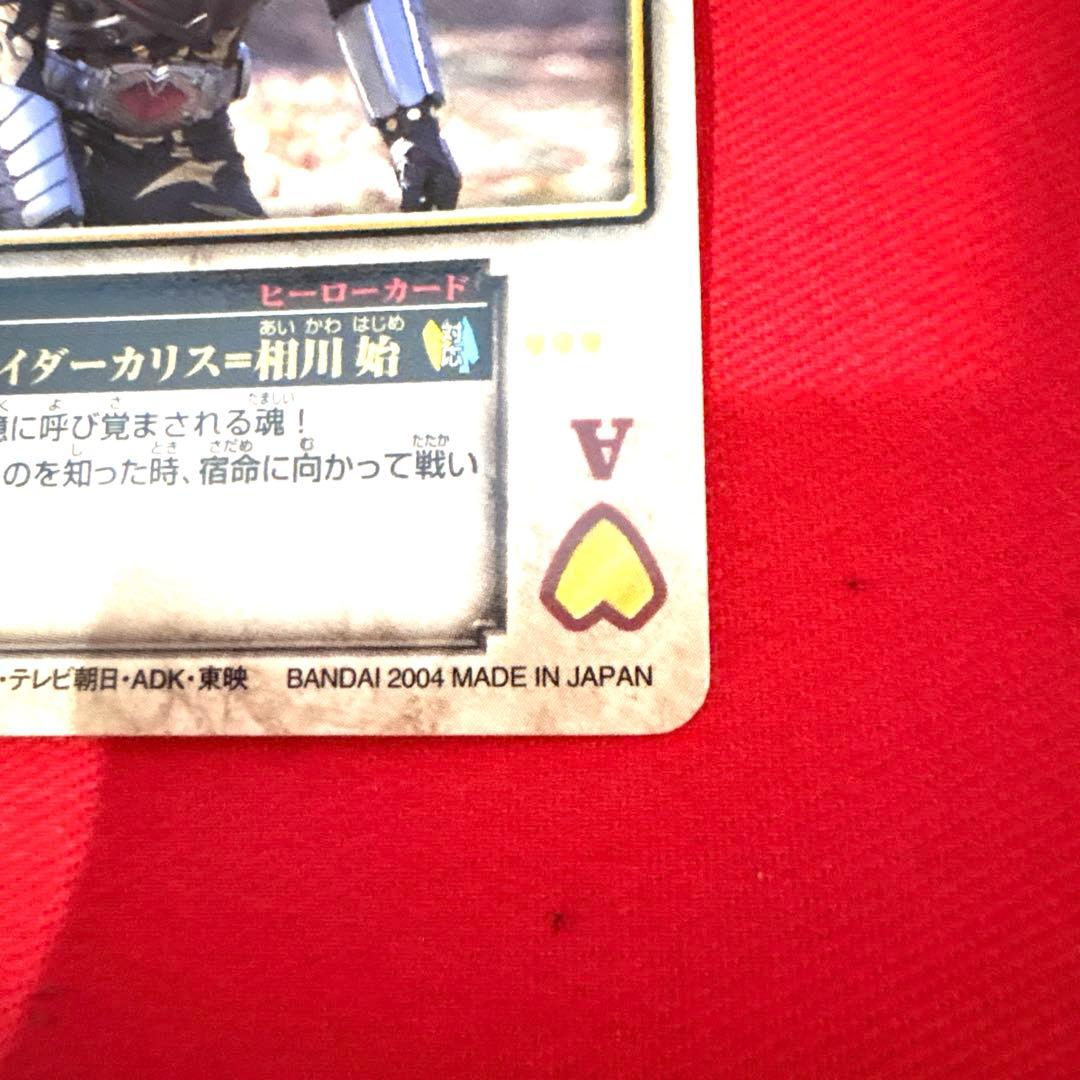 ヒーローカード
あいかわ はじめ
イダーカリス=相川 始 対応
よ さ たましい
憶に呼び覚まされる魂!
し とき さだめ む たたか
のを知った時、宿命に向かって戦い
A
・テレビ朝日・ADK・東映 BANDAI 2004 MADE IN JAPAN